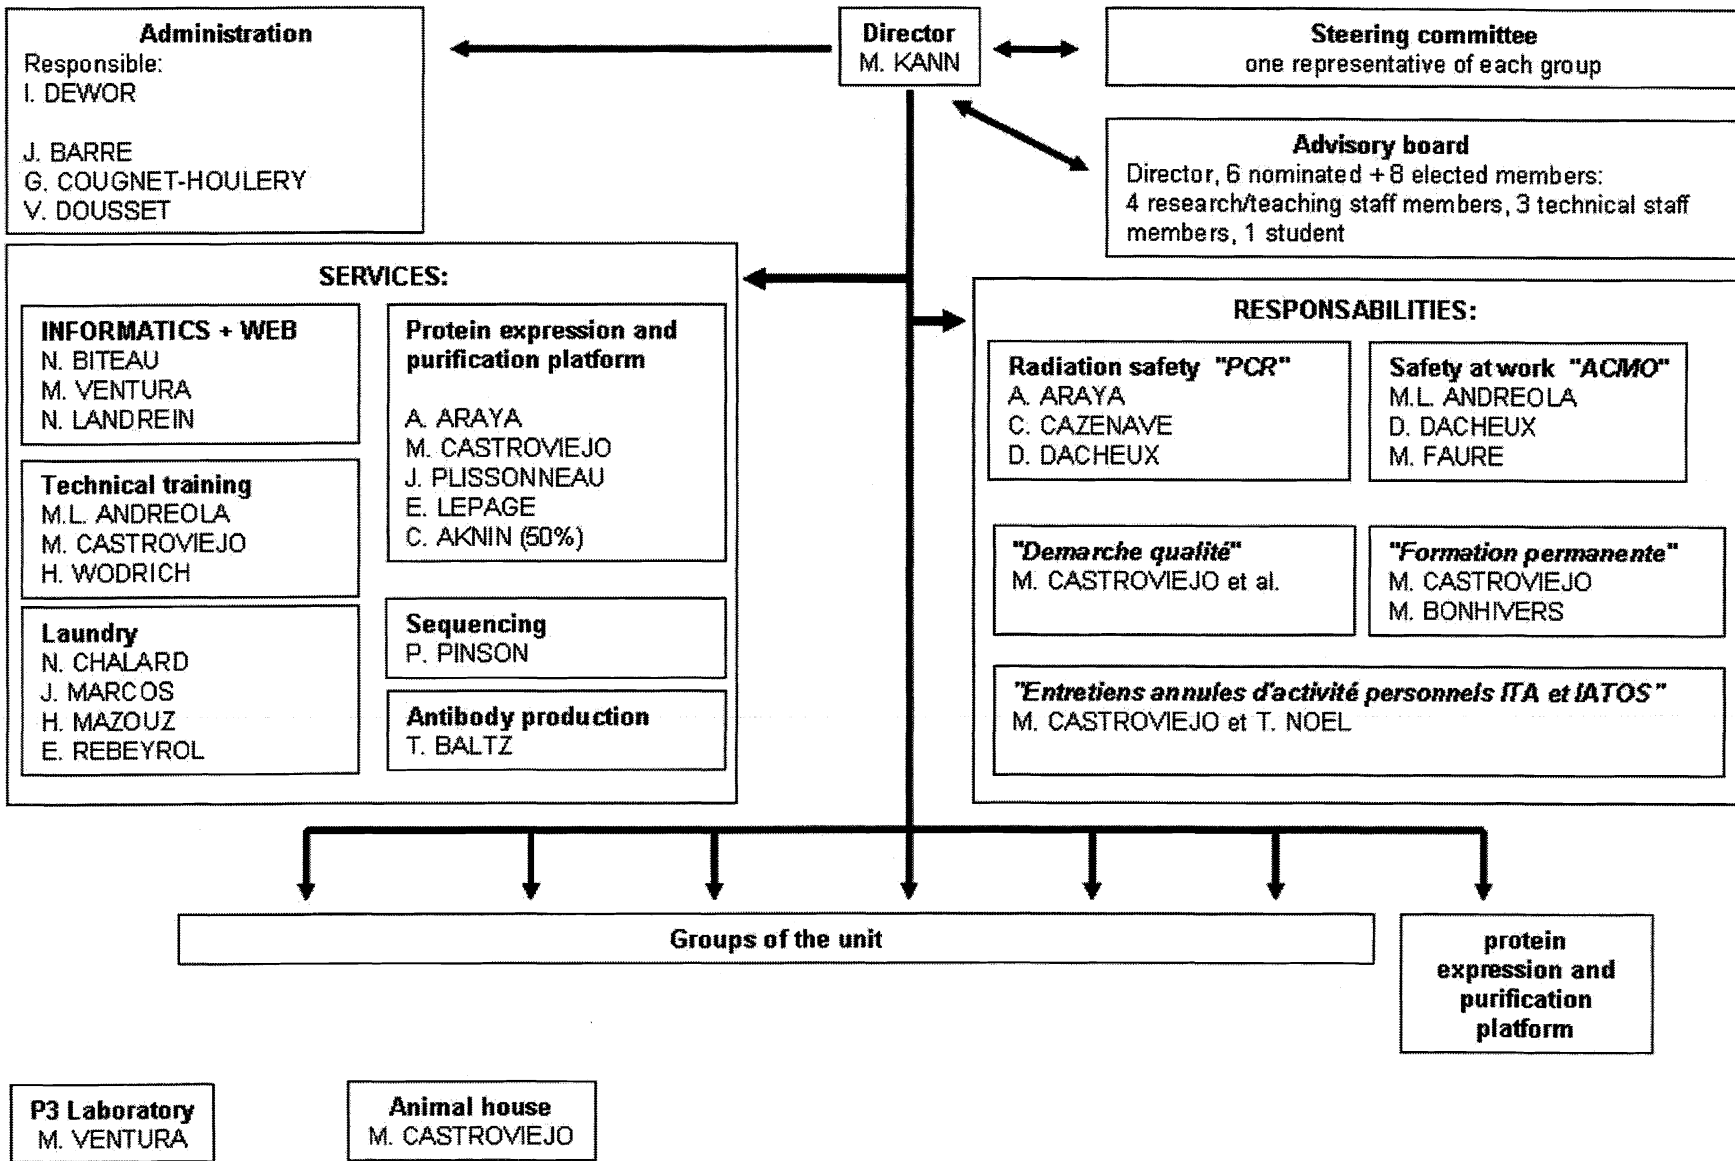 Administration
Responsible:
I. DEWOR
J. BARRE
G. COUGNET-HOULERY
V. DOUSSET
Director
M. KANN
Steering committee
one representative of each group
Advisory board
Director, 6 nominated + 8 elected members:
4 research/teaching staff members, 3 technical staff
members, 1 student
SERVICES:
INFORMATICS + WEB
N. BITEAU
M. VENTURA
N. LANDREIN
Technical training
M.L. ANDREOLA
M. CASTROVIEJO
H. WODRICH
Laundry
N. CHALARD
J. MARCOS
H. MAZOUZ
E. REBEYROL
Protein expression and
purification platform
A. ARAYA
M. CASTROVIEJO
J. PLISSONNEAU
E. LEPAGE
C. AKNIN (50%)
Sequencing
P. PINSON
Antibody production
T. BALTZ
RESPONSABILITIES:
Radiation safety "PCR"
A. ARAYA
C. CAZENAVE
D. DACHEUX
Safety at work "ACMO"
M.L. ANDREOLA
D. DACHEUX
M. FAURE
"Demarche qualité"
M. CASTROVIEJO et al.
"Formation permanente"
M. CASTROVIEJO
M. BONHIVERS
"Entretiens annules d'activité personnels ITA et IATOS"
M. CASTROVIEJO et T. NOEL
Groups of the unit
protein
expression and
purification
platform
P3 Laboratory
M. VENTURA
Animal house
M. CASTROVIEJO